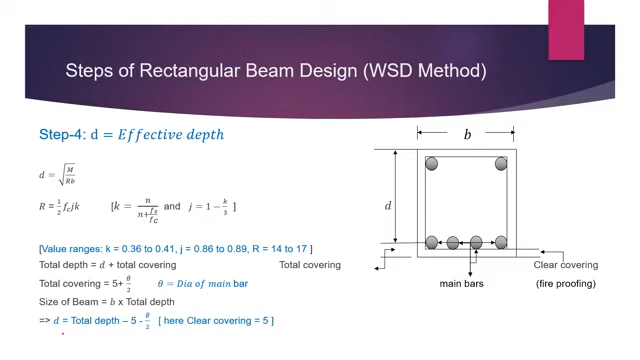 Steps of Rectangular Beam Design (WSD Method)
Step-4: d = Effective depth
d = √(M/Rb)
R = 1/2 f_c jk [k = n/(n+f_s/f_c) and j = 1 − k/3 ]
[Value ranges: k = 0.36 to 0.41, j = 0.86 to 0.89, R = 14 to 17 ]
Total depth = d + total covering
Total covering = 5+ θ/2 θ = Dia of main bar
Size of Beam = b x Total depth
=> d = Total depth – 5 - θ/2 [ here Clear covering = 5 ]
b
d
Total covering
Clear covering
main bars
(fire proofing)